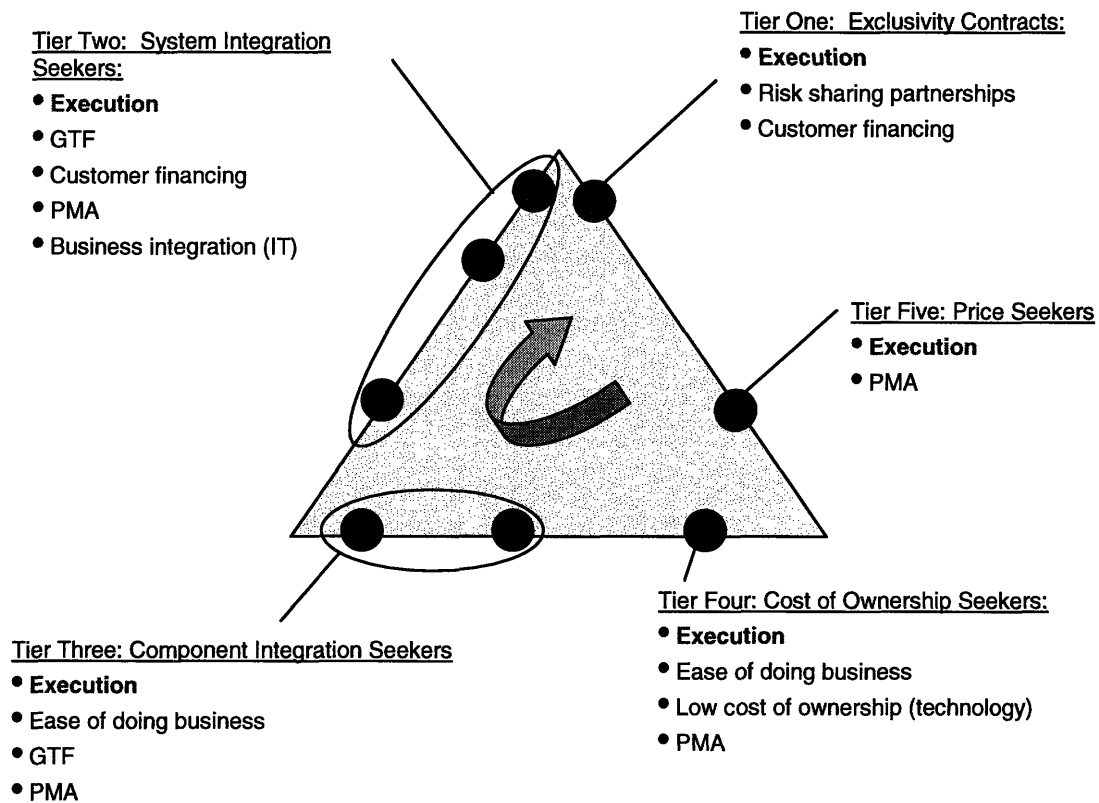 Tier Two:  System Integration
Seekers:
• Execution
• GTF
• Customer financing
• PMA
• Business integration (IT)
Tier One:  Exclusivity Contracts:
• Execution
• Risk sharing partnerships
• Customer financing
Tier Five: Price Seekers
• Execution
• PMA
Tier Four: Cost of Ownership Seekers:
• Execution
• Ease of doing business
• Low cost of ownership (technology)
• PMA
Tier Three: Component Integration Seekers
• Execution
• Ease of doing business
• GTF
• PMA